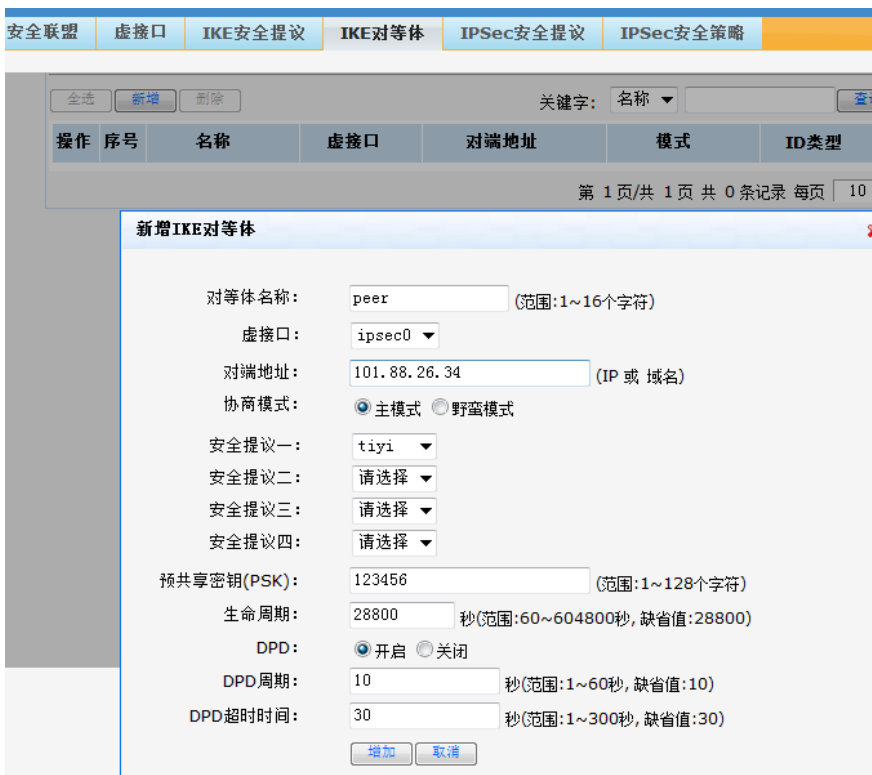 安全联盟 虚接口 IKE安全提议 IKE对等体 IPSec安全提议 IPSec安全策略
全选 新增 删除 关键字: 名称
操作 序号 名称 虚接口 对端地址 模式 ID类型
第 1 页/共 1 页 共 0 条记录 每页 10
新增IKE对等体
对等体名称: peer (范围:1~16个字符)
虚接口: ipsec0
对端地址: 101.88.26.34 (IP 或 域名)
协商模式: 主模式 野蛮模式
安全提议一: tiyi
安全提议二: 请选择
安全提议三: 请选择
安全提议四: 请选择
预共享密钥(PSK): 123456 (范围:1~128个字符)
生命周期: 28800 秒(范围:60~604800秒,缺省值:28800)
DPD: 开启 关闭
DPD周期: 10 秒(范围:1~60秒,缺省值:10)
DPD超时时间: 30 秒(范围:1~300秒,缺省值:30)
增加 取消